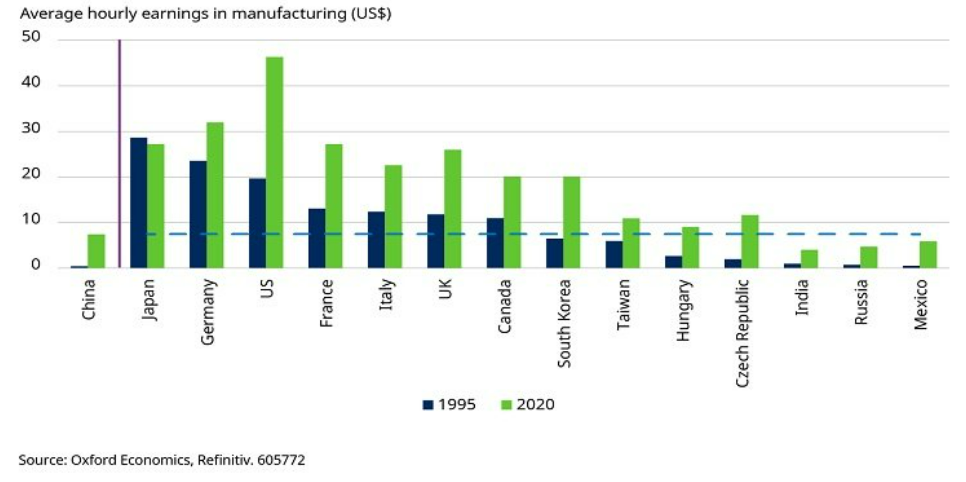 Average hourly earnings in manufacturing (US$)
50
40
30
20
10
0
China
Japan
Germany
US
France
Italy
UK
Canada
South Korea
Taiwan
Hungary
Czech Republic
India
Russia
Mexico
1995 2020
Source: Oxford Economics, Refinitiv. 605772